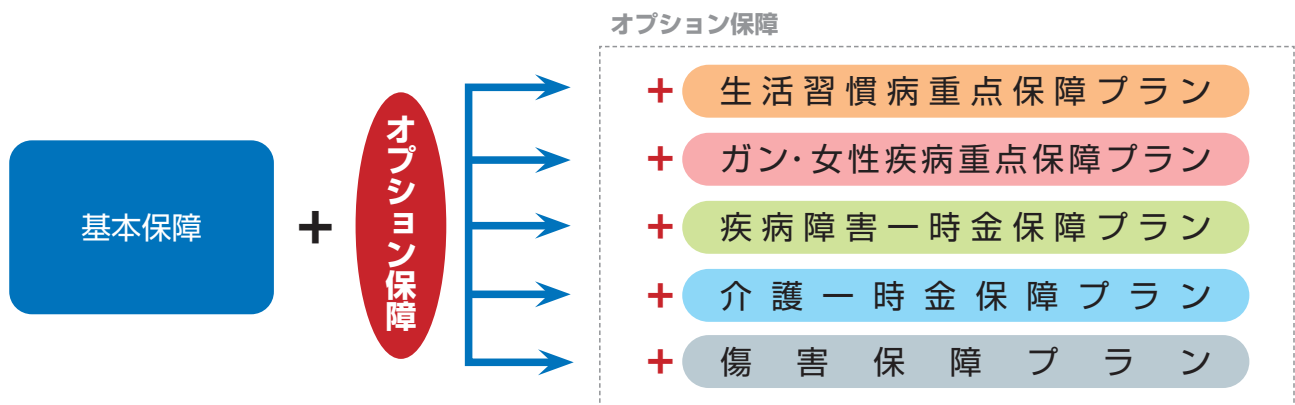 オプション保障
基本保障
+
オプション保障
+ 生活習慣病重点保障プラン
+ ガン・女性疾病重点保障プラン
+ 疾病障害一時金保障プラン
+ 介護一時金保障プラン
+ 傷害保障プラン